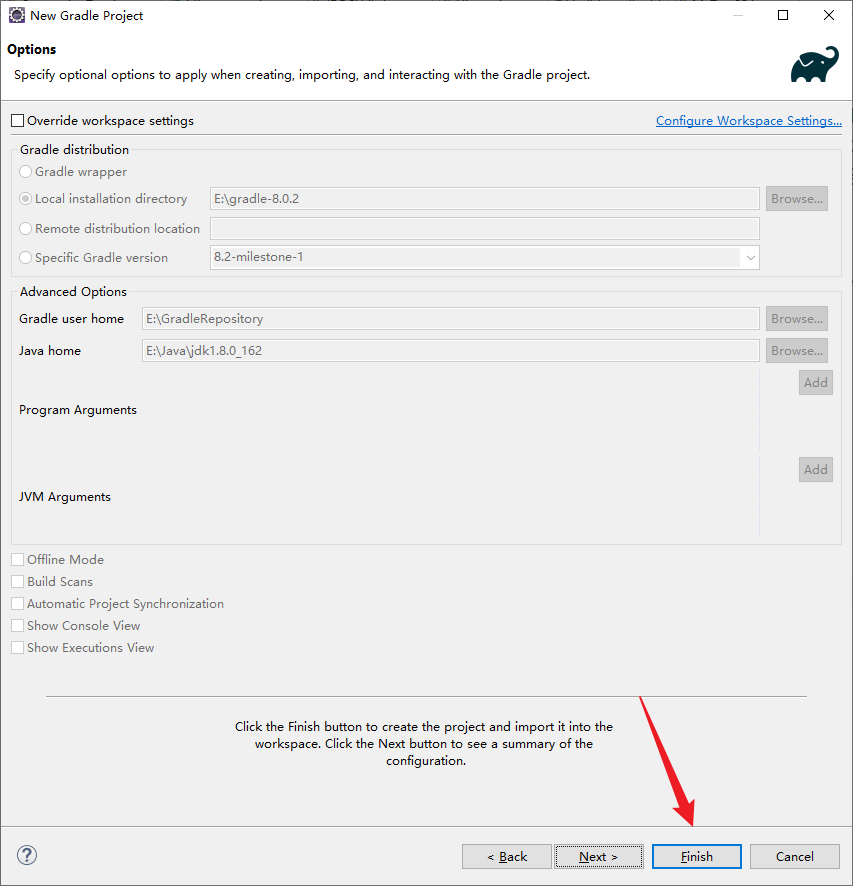 New Gradle Project
Options
Specify optional options to apply when creating, importing, and interacting with the Gradle project.
Override workspace settings
Configure Workspace Settings...
Gradle distribution
Gradle wrapper
Local installation directory
E:\gradle-8.0.2
Browse...
Remote distribution location
Specific Gradle version
8.2-milestone-1
Advanced Options
Gradle user home
E:\GradleRepository
Browse...
Java home
E:\Java\jdk1.8.0_162
Browse...
Add
Program Arguments
Add
JVM Arguments
Offline Mode
Build Scans
Automatic Project Synchronization
Show Console View
Show Executions View
Click the Finish button to create the project and import it into the
workspace. Click the Next button to see a summary of the
configuration.
?
< Back
Next >
Finish
Cancel